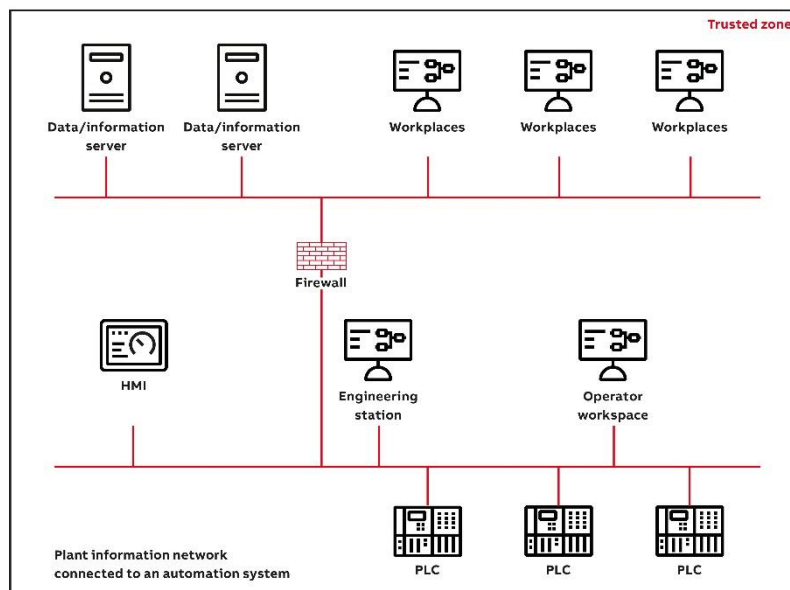 Trusted zone
Data/information
server
Data/information
server
Workplaces
Workplaces
Workplaces
Firewall
HMI
Engineering
station
Operator
workspace
PLC
PLC
PLC
Plant information network
connected to an automation system